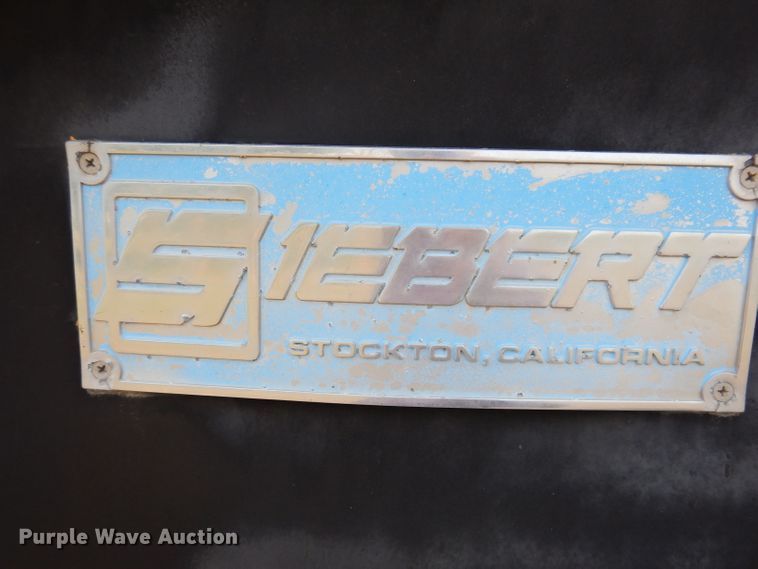 SIEBERT
STOCKTON, CALIFORNIA
Purple Wave Auction